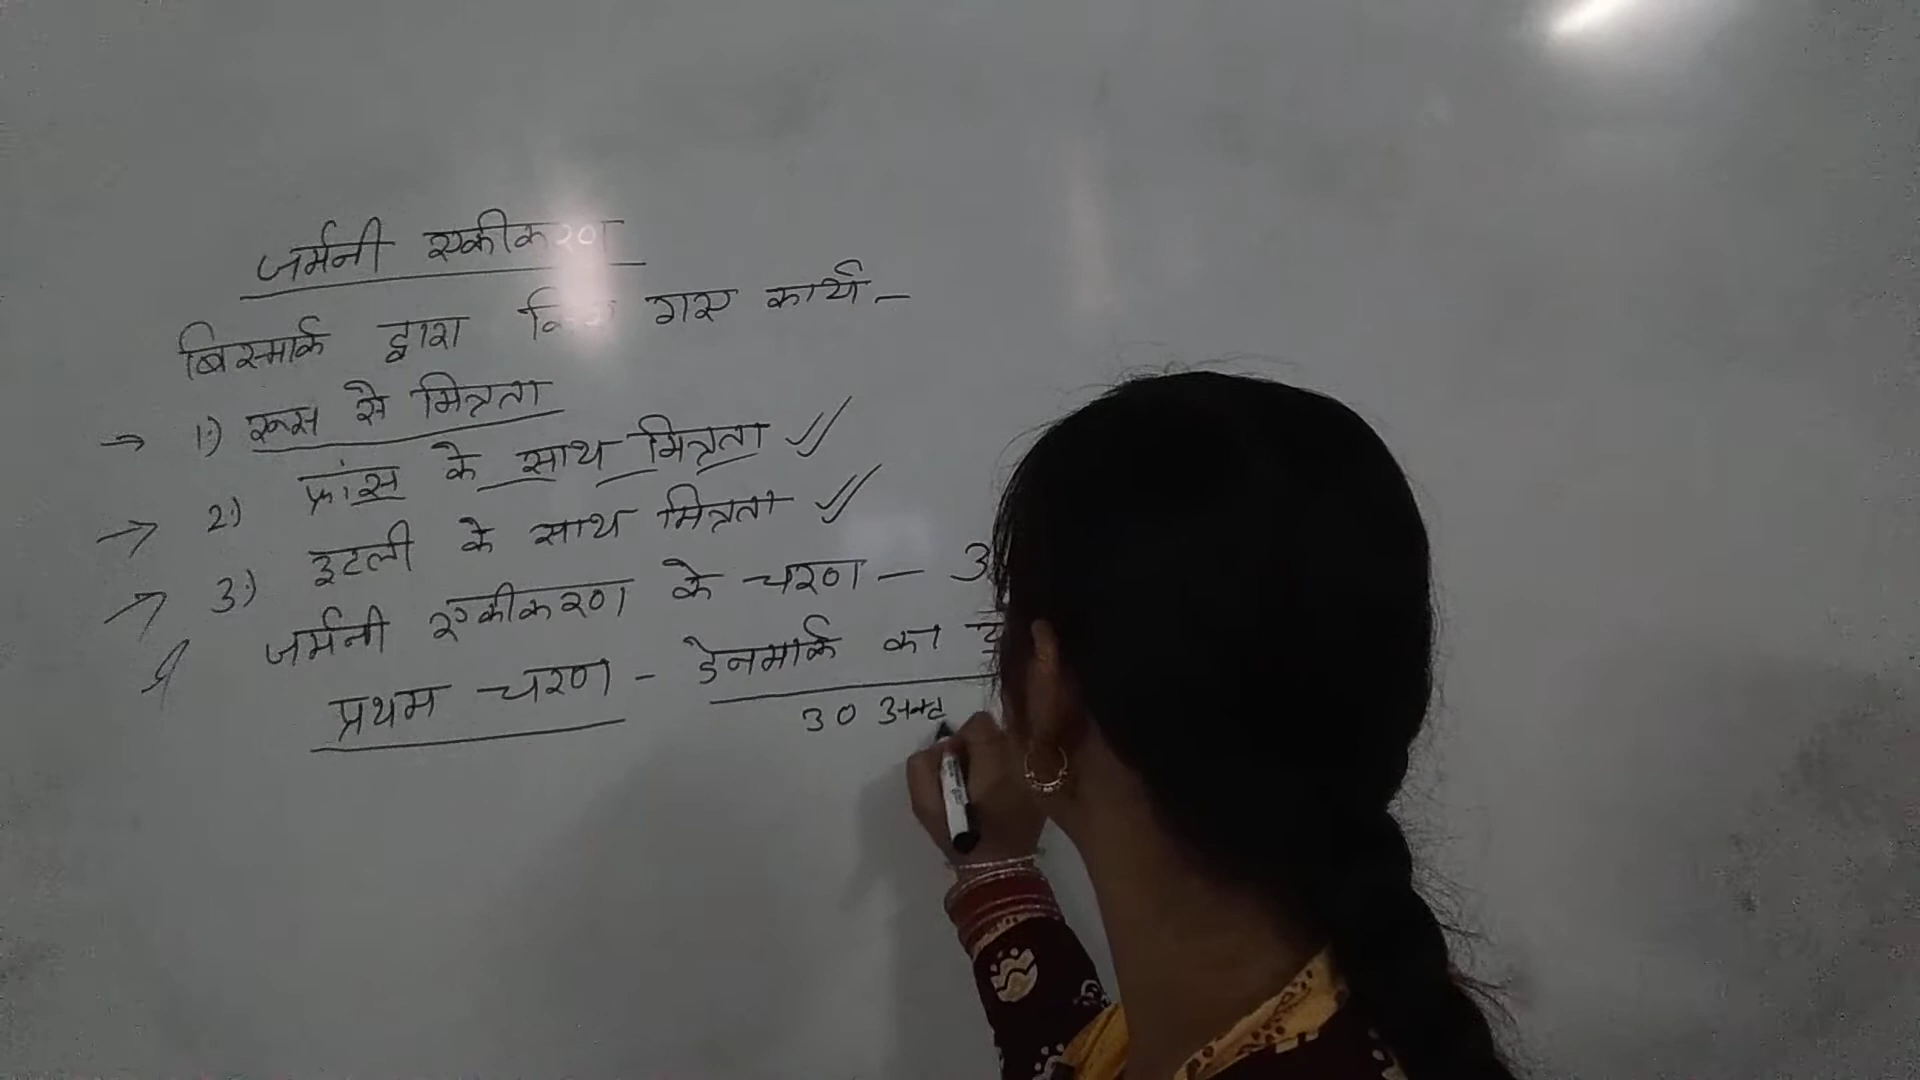 जर्मनी एकीकरण
बिस्मार्क द्वारा गए कार्य -
→ 1.) रूस से मित्रता
→ 2.) फ्रांस के साथ मित्रता
→ 3.) इटली के साथ मित्रता
जर्मनी एकीकरण के चरण - 3
प्रथम चरण - डेनमार्क का
30 अक्ट